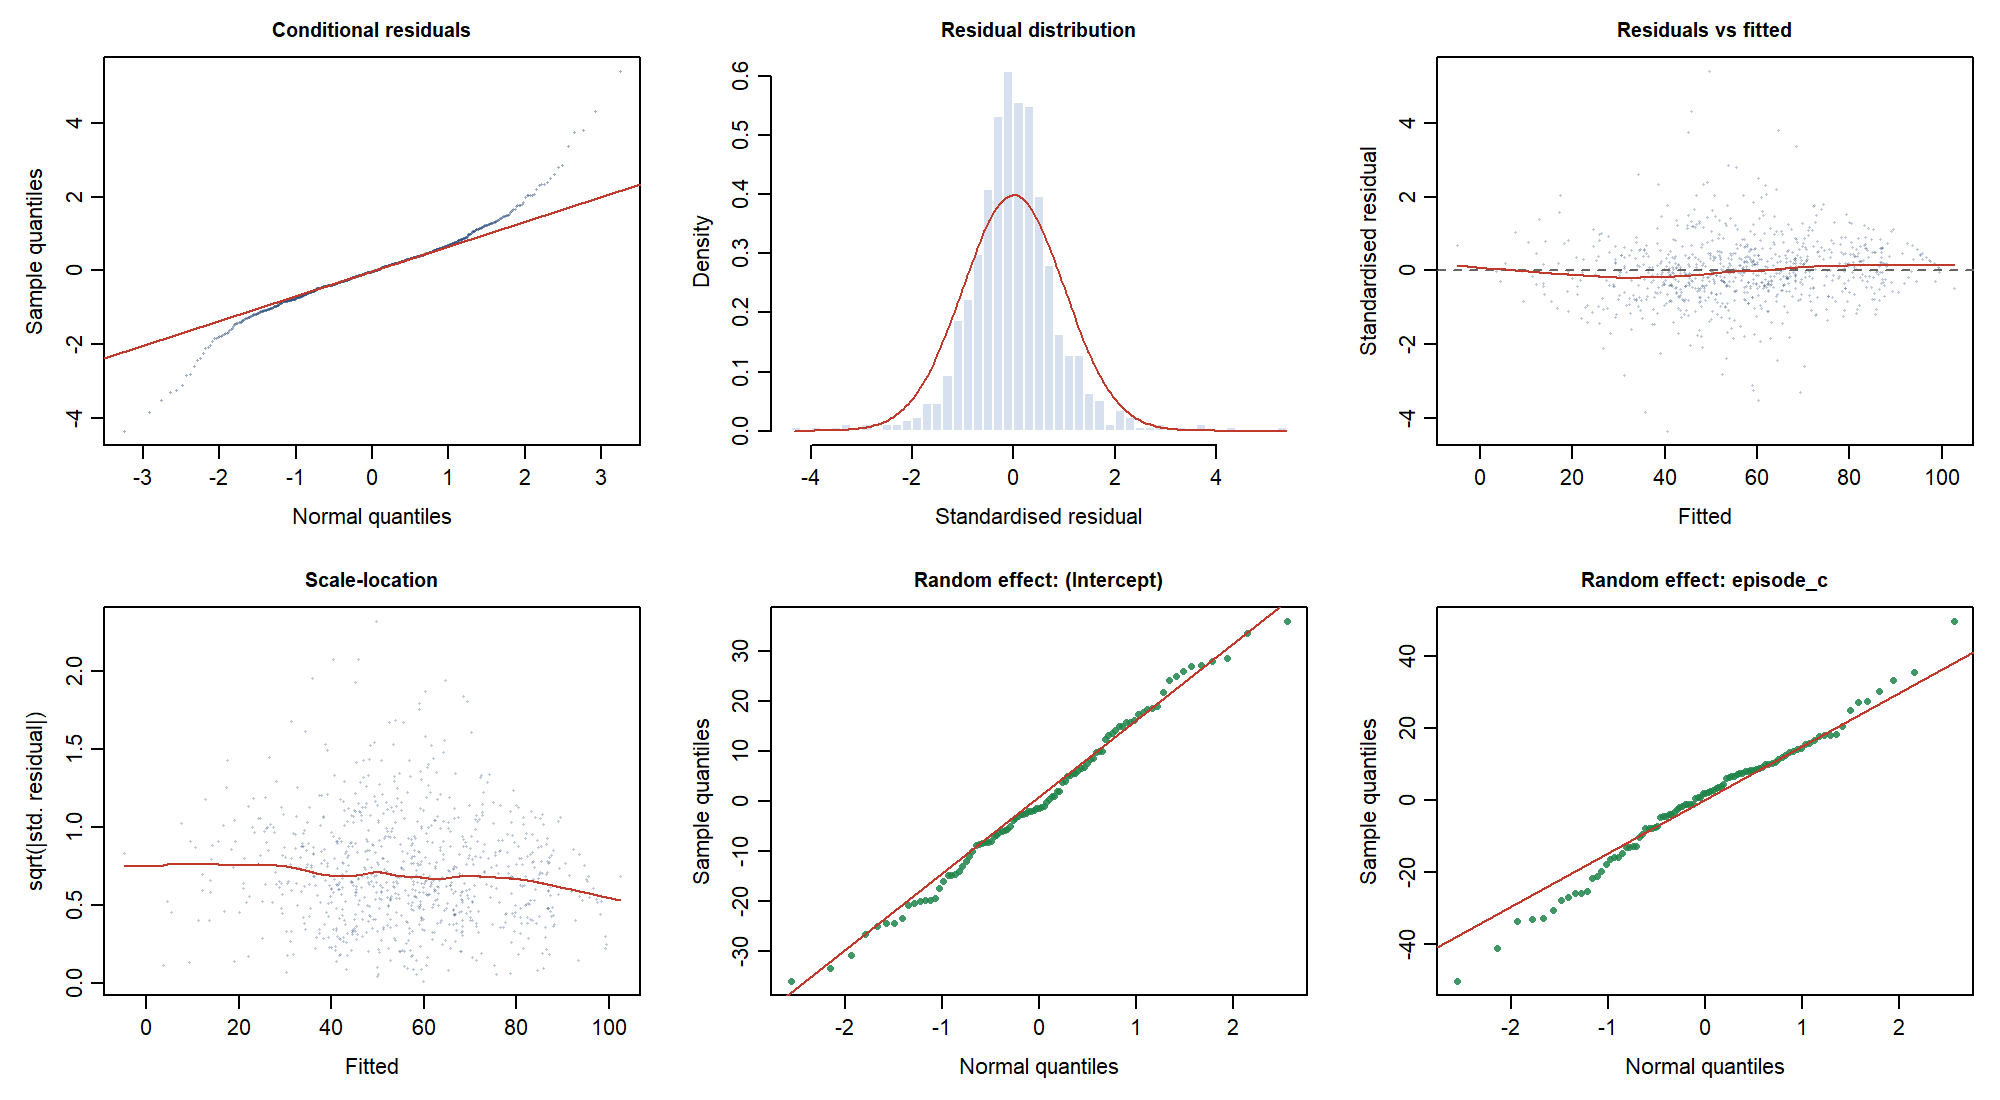 Conditional residuals
Sample quantiles
4
2
0
-2
-4
-3 -2 -1 0 1 2 3
Normal quantiles
Residual distribution
Density
0.6
0.5
0.4
0.3
0.2
0.1
0.0
-4 -2 0 2 4
Standardised residual
Residuals vs fitted
Standardised residual
4
2
0
-2
-4
0 20 40 60 80 100
Fitted
Scale-location
sqrt(|std. residual|)
2.0
1.5
1.0
0.5
0.0
0 20 40 60 80 100
Fitted
Random effect: (Intercept)
Sample quantiles
30
20
10
0
-10
-20
-30
-2 -1 0 1 2
Normal quantiles
Random effect: episode_c
Sample quantiles
40
20
0
-20
-40
-2 -1 0 1 2
Normal quantiles